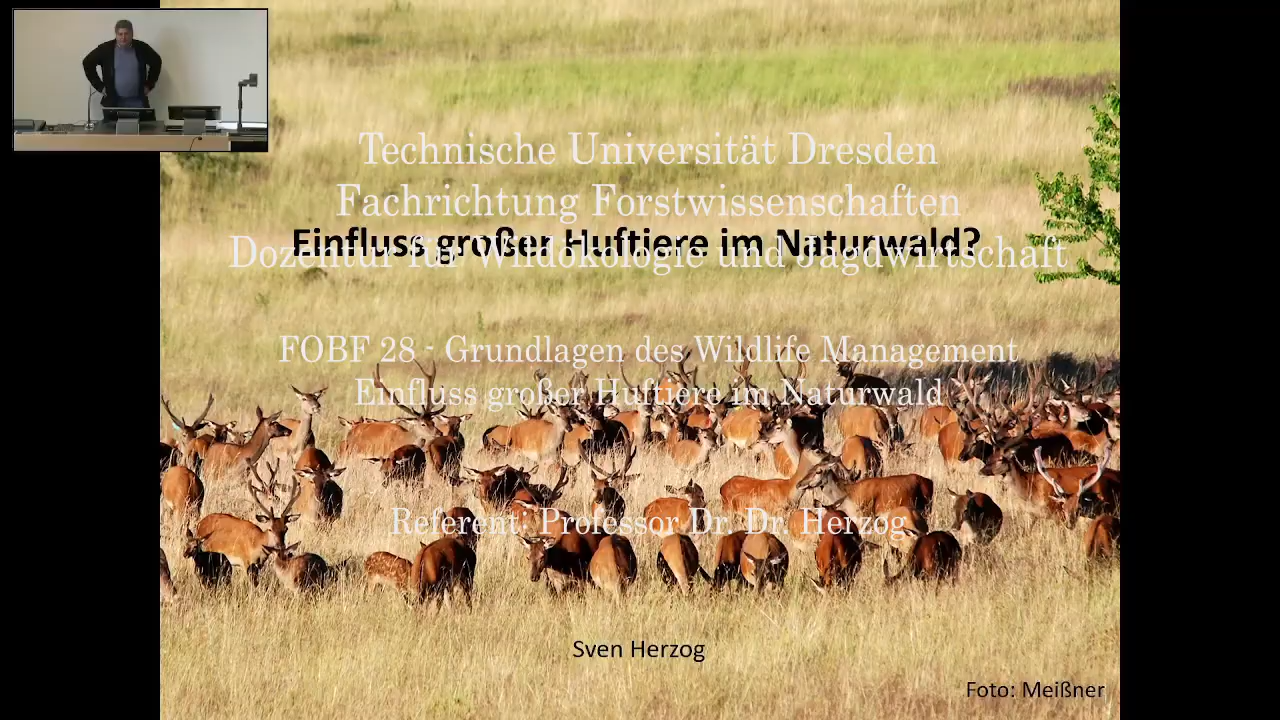 Technische Universität Dresden
Fachrichtung Forstwissenschaften
Einfluss großer Huftiere im Naturwald?
Dozentur für Wildökologie und Jagdwirtschaft
FOBF 28 - Grundlagen des Wildlife Management
Einfluss großer Huftiere im Naturwald
Referent: Professor Dr. Dr. Herzog
Sven Herzog
Foto: Meißner